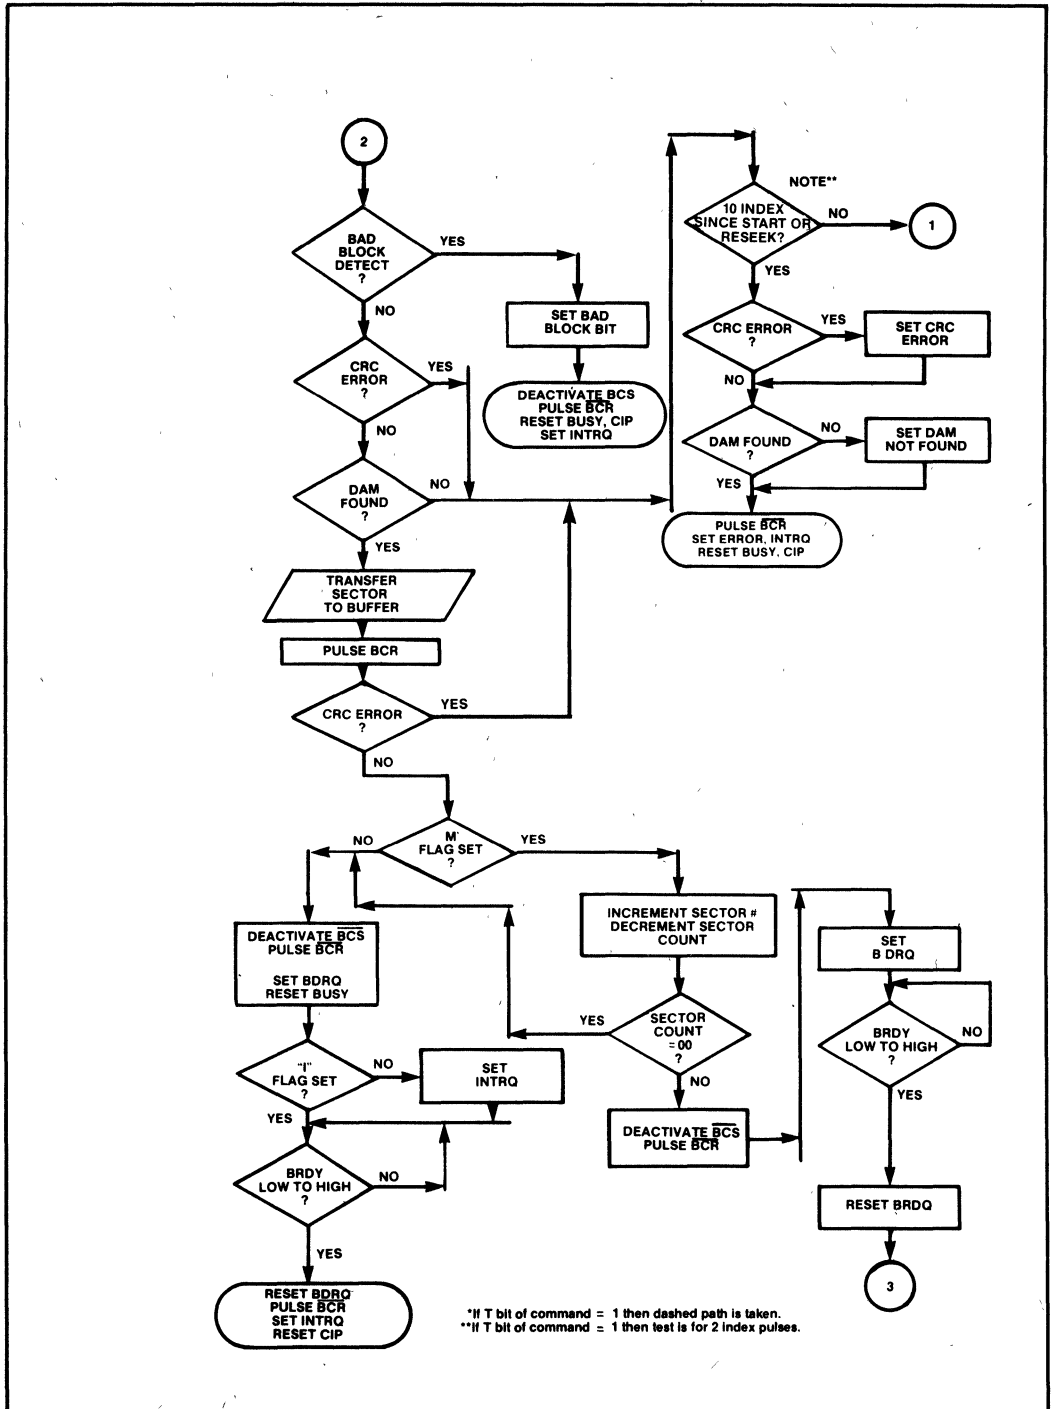 2
BAD
BLOCK
DETECT
?
YES
NO
SET BAD
BLOCK BIT
DEACTIVATE BCS
PULSE BCR
RESET BUSY, CIP
SET INTRQ
CRC
ERROR
?
YES
NO
DAM
FOUND
?
NO
YES
TRANSFER
SECTOR
TO BUFFER
PULSE BCR
CRC ERROR
?
YES
NO
NOTE**
10 INDEX
SINCE START OR
RESEEK?
NO
1
YES
CRC ERROR
?
YES
SET CRC
ERROR
NO
DAM FOUND
?
NO
SET DAM
NOT FOUND
YES
PULSE BCR
SET ERROR, INTRQ
RESET BUSY, CIP
M
FLAG SET
?
NO
YES
DEACTIVATE BCS
PULSE BCR
SET BDRQ
RESET BUSY
"I"
FLAG SET
?
NO
SET
INTRQ
YES
BRDY
LOW TO HIGH
?
NO
YES
RESET BDRQ
PULSE BCR
SET INTRQ
RESET CIP
INCREMENT SECTOR #
DECREMENT SECTOR
COUNT
SECTOR
COUNT
= 00
?
YES
NO
DEACTIVATE BCS
PULSE BCR
SET
B DRQ
BRDY
LOW TO HIGH
?
NO
YES
RESET BRDQ
3
*If T bit of command = 1 then dashed path is taken.
**If T bit of command = 1 then test is for 2 index pulses.